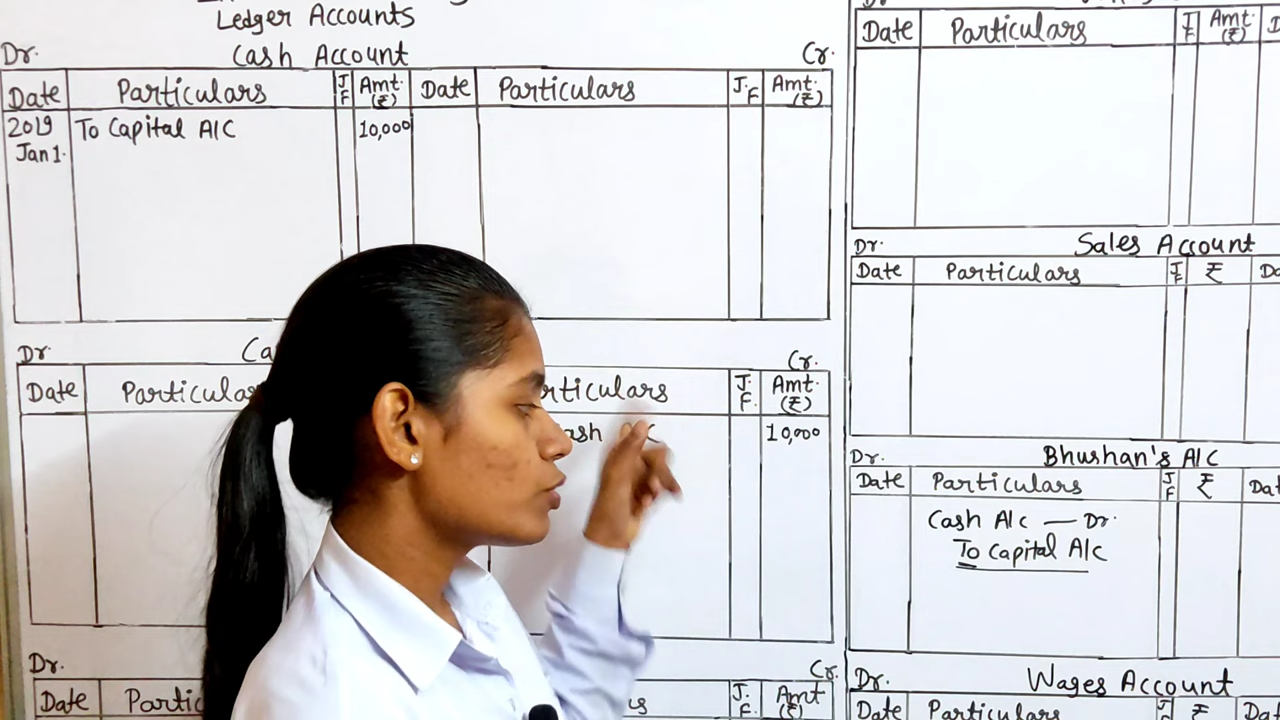 Ledger Accounts
Dr. Cash Account Cr.
Date Particulars J.F Amt.(₹) Date Particulars J.F Amt.(₹)
2019 To Capital A/C 10,000
Jan 1.
Dr Cr.
Date Particulars J.F. Amt.(₹)
10,000
Dr. Cr.
Date J.F. Amt(₹)
Date Particulars J.F Amt.(₹)
Dr. Sales Account
Date Particulars J.F ₹
Dr. Bhushan's A/C
Date Particulars J.F ₹ Dat
Cash A/c — Dr.
To Capital A/C
Dr. Wages Account
Date Particulars ₹ Dat